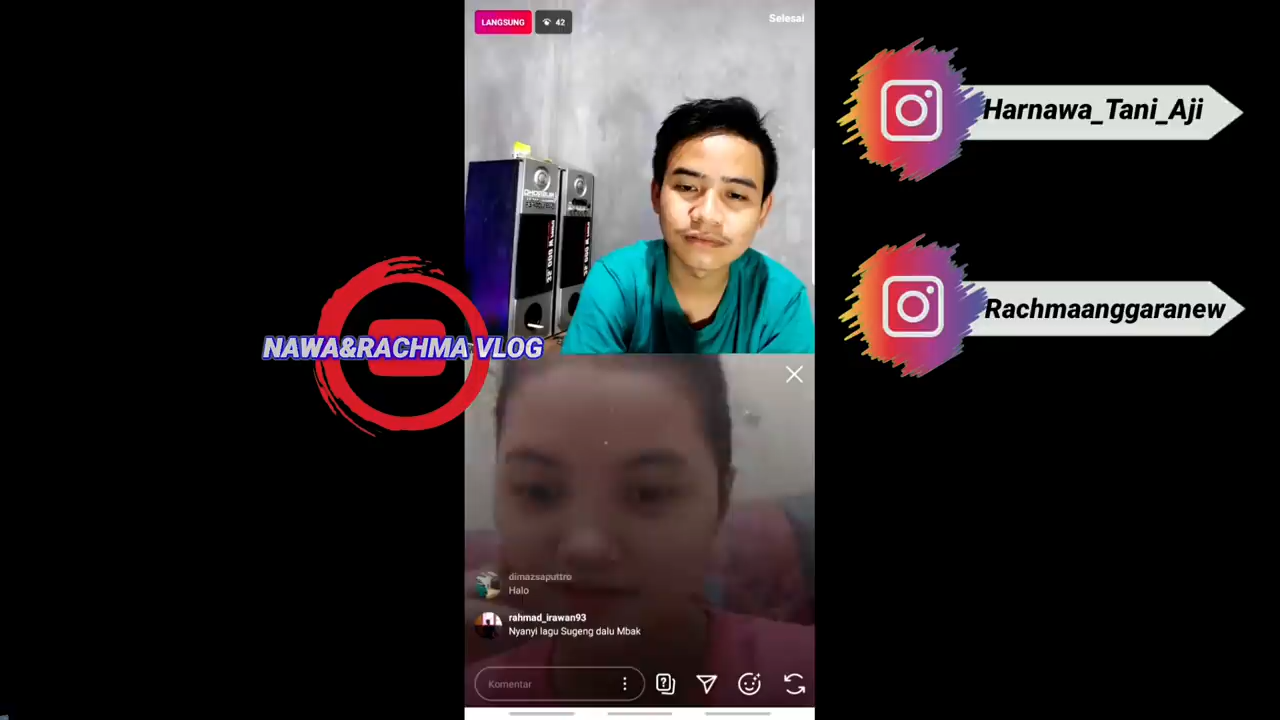 LANGSUNG
42
Selesai
Harnawa_Tani_Aji
Rachmaanggaranew
NAWA&RACHMA VLOG
dimazsaputtro
Halo
rahmad_irawan93
Nyanyi lagu Sugeng dalu Mbak
Komentar